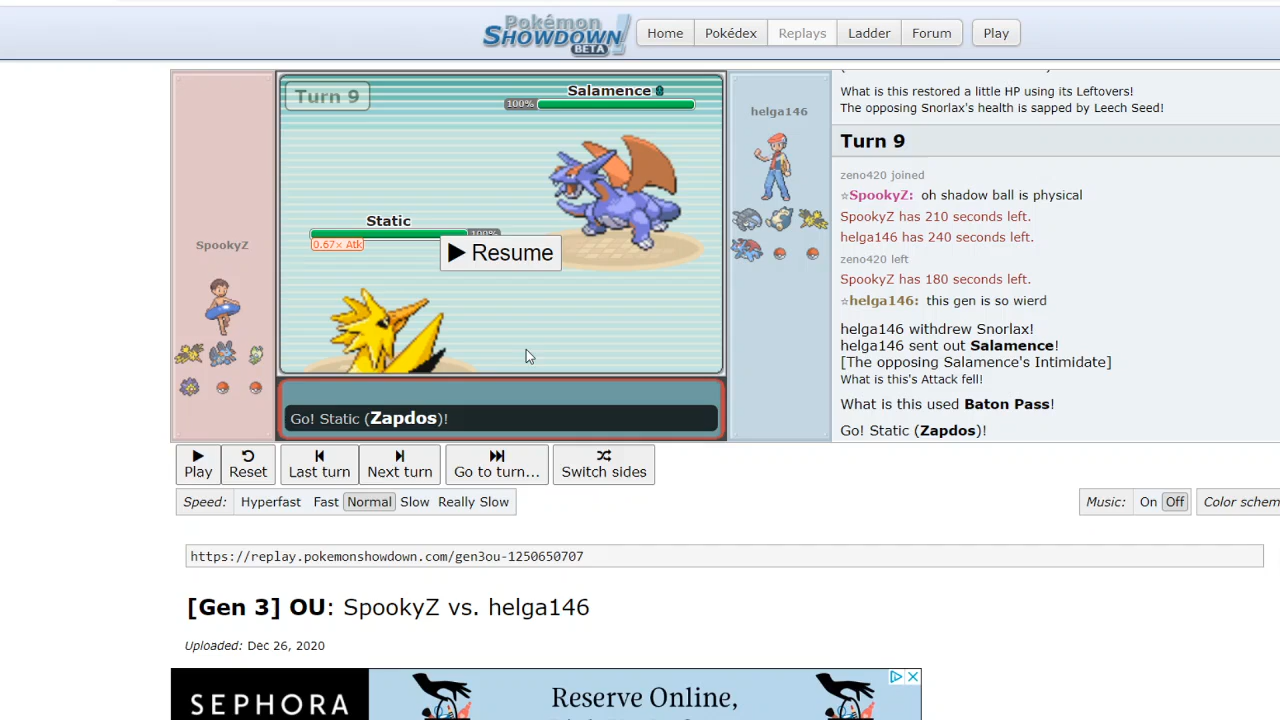 Pokémon
SHOWDOWN!
BETA
Home
Pokédex
Replays
Ladder
Forum
Play
Turn 9
Salamence
100%
Static
100%
0.67× Atk
Resume
Go! Static (Zapdos)!
SpookyZ
helga146
What is this restored a little HP using its Leftovers!
The opposing Snorlax's health is sapped by Leech Seed!
Turn 9
zeno420 joined
☆SpookyZ: oh shadow ball is physical
SpookyZ has 210 seconds left.
helga146 has 240 seconds left.
zeno420 left
SpookyZ has 180 seconds left.
☆helga146: this gen is so wierd
helga146 withdrew Snorlax!
helga146 sent out Salamence!
[The opposing Salamence's Intimidate]
What is this's Attack fell!
What is this used Baton Pass!
Go! Static (Zapdos)!
Play
Reset
Last turn
Next turn
Go to turn...
Switch sides
Speed: Hyperfast Fast Normal Slow Really Slow
Music: On Off
Color schem
https://replay.pokemonshowdown.com/gen3ou-1250650707
[Gen 3] OU: SpookyZ vs. helga146
Uploaded: Dec 26, 2020
SEPHORA
Reserve Online,